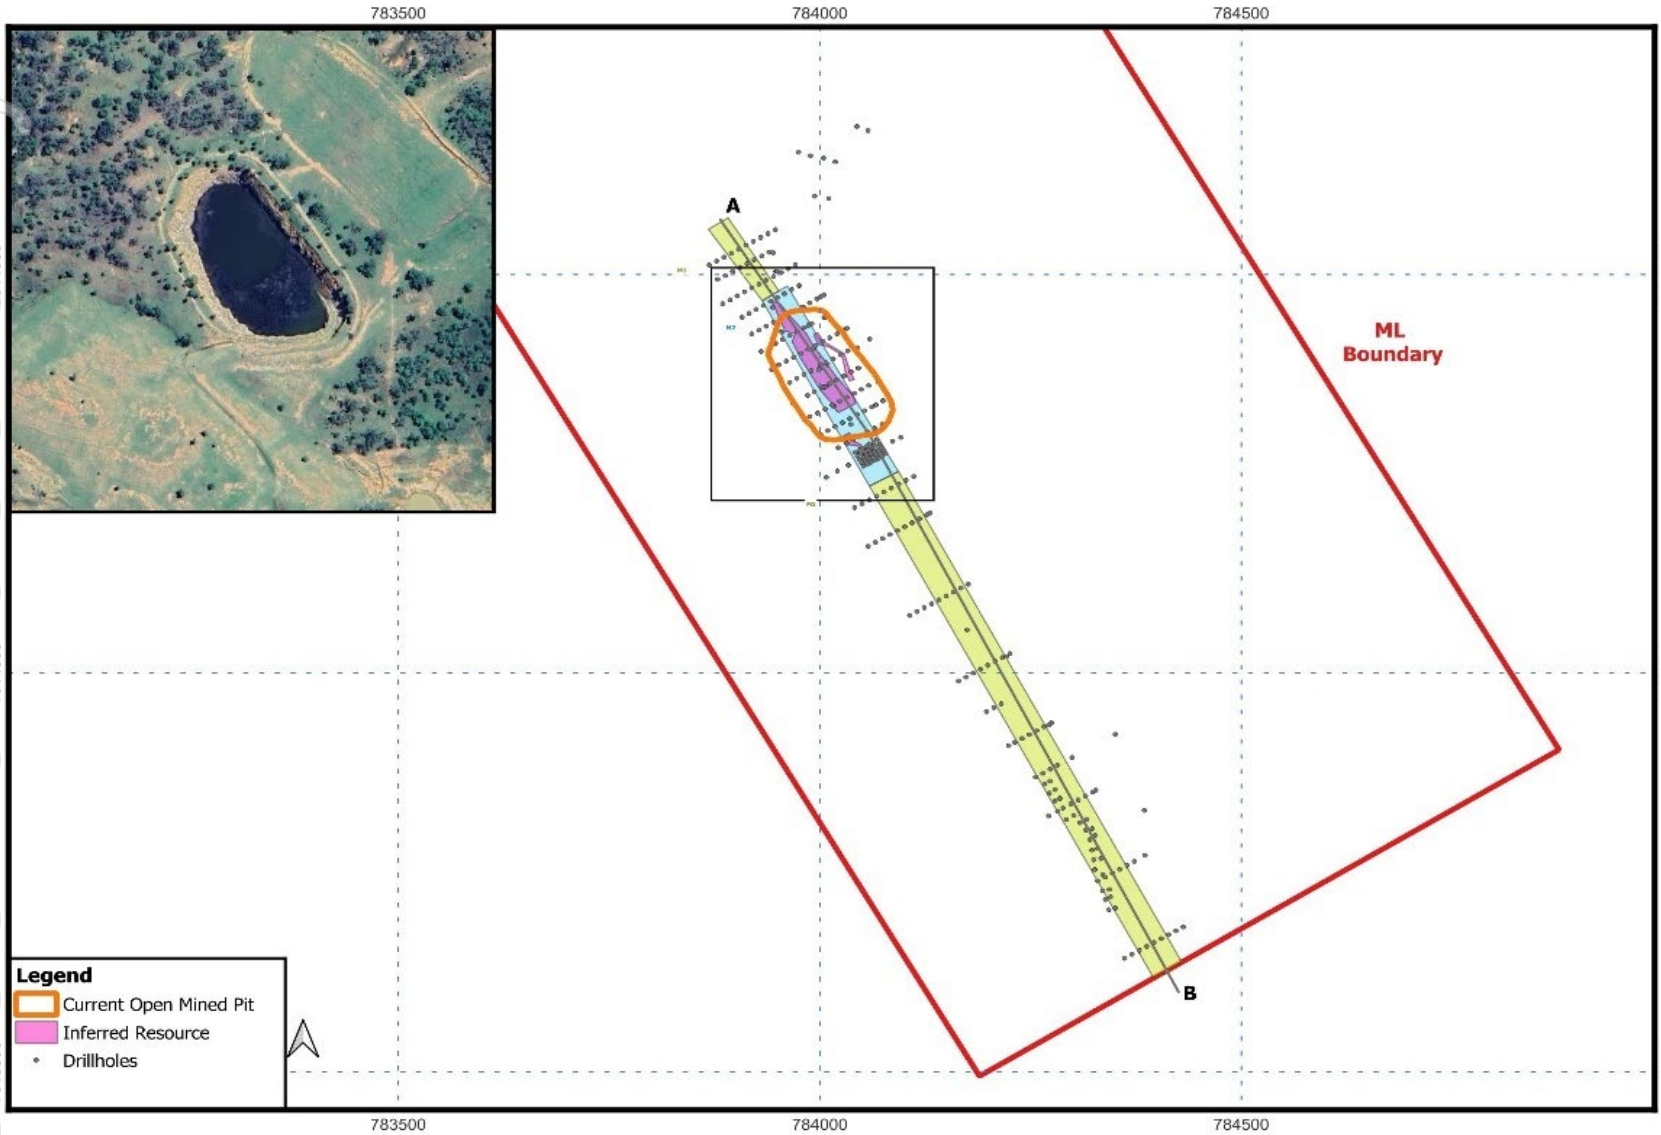 783500
784000
784500
A
ML
Boundary
B
Legend
Current Open Mined Pit
Inferred Resource
Drillholes
783500
784000
784500